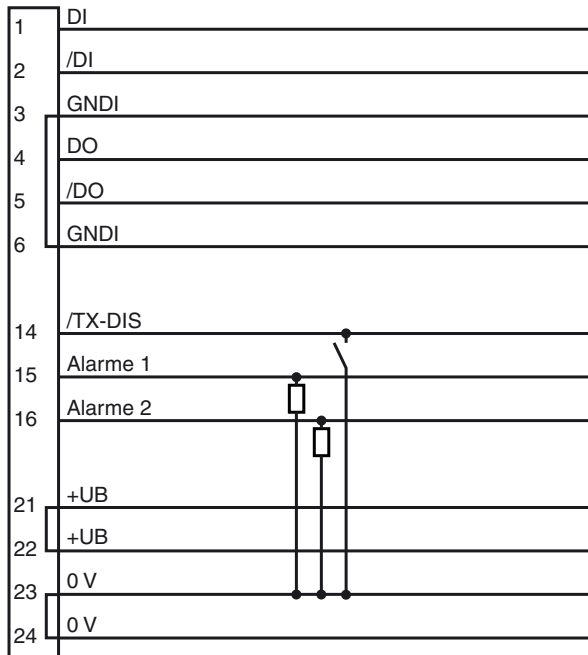 1 DI
2 /DI
3 GNDI
4 DO
5 /DO
6 GNDI
14 /TX-DIS
15 Alarme 1
16 Alarme 2
21 +UB
22 +UB
23 0 V
24 0 V